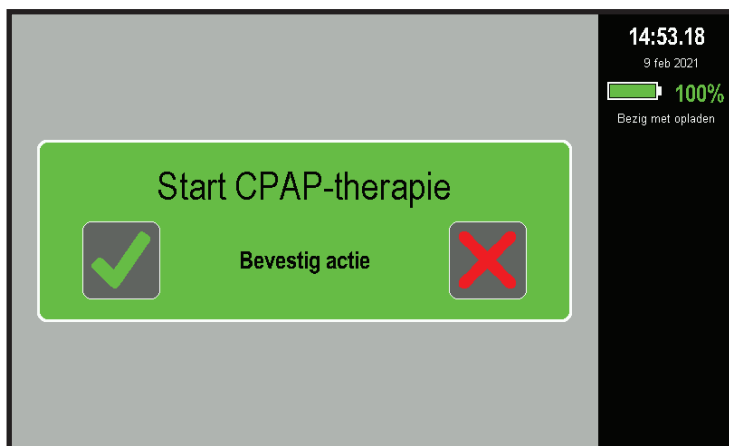 14:53.18
9 feb 2021
100%
Bezig met opladen
Start CPAP-therapie
Bevestig actie